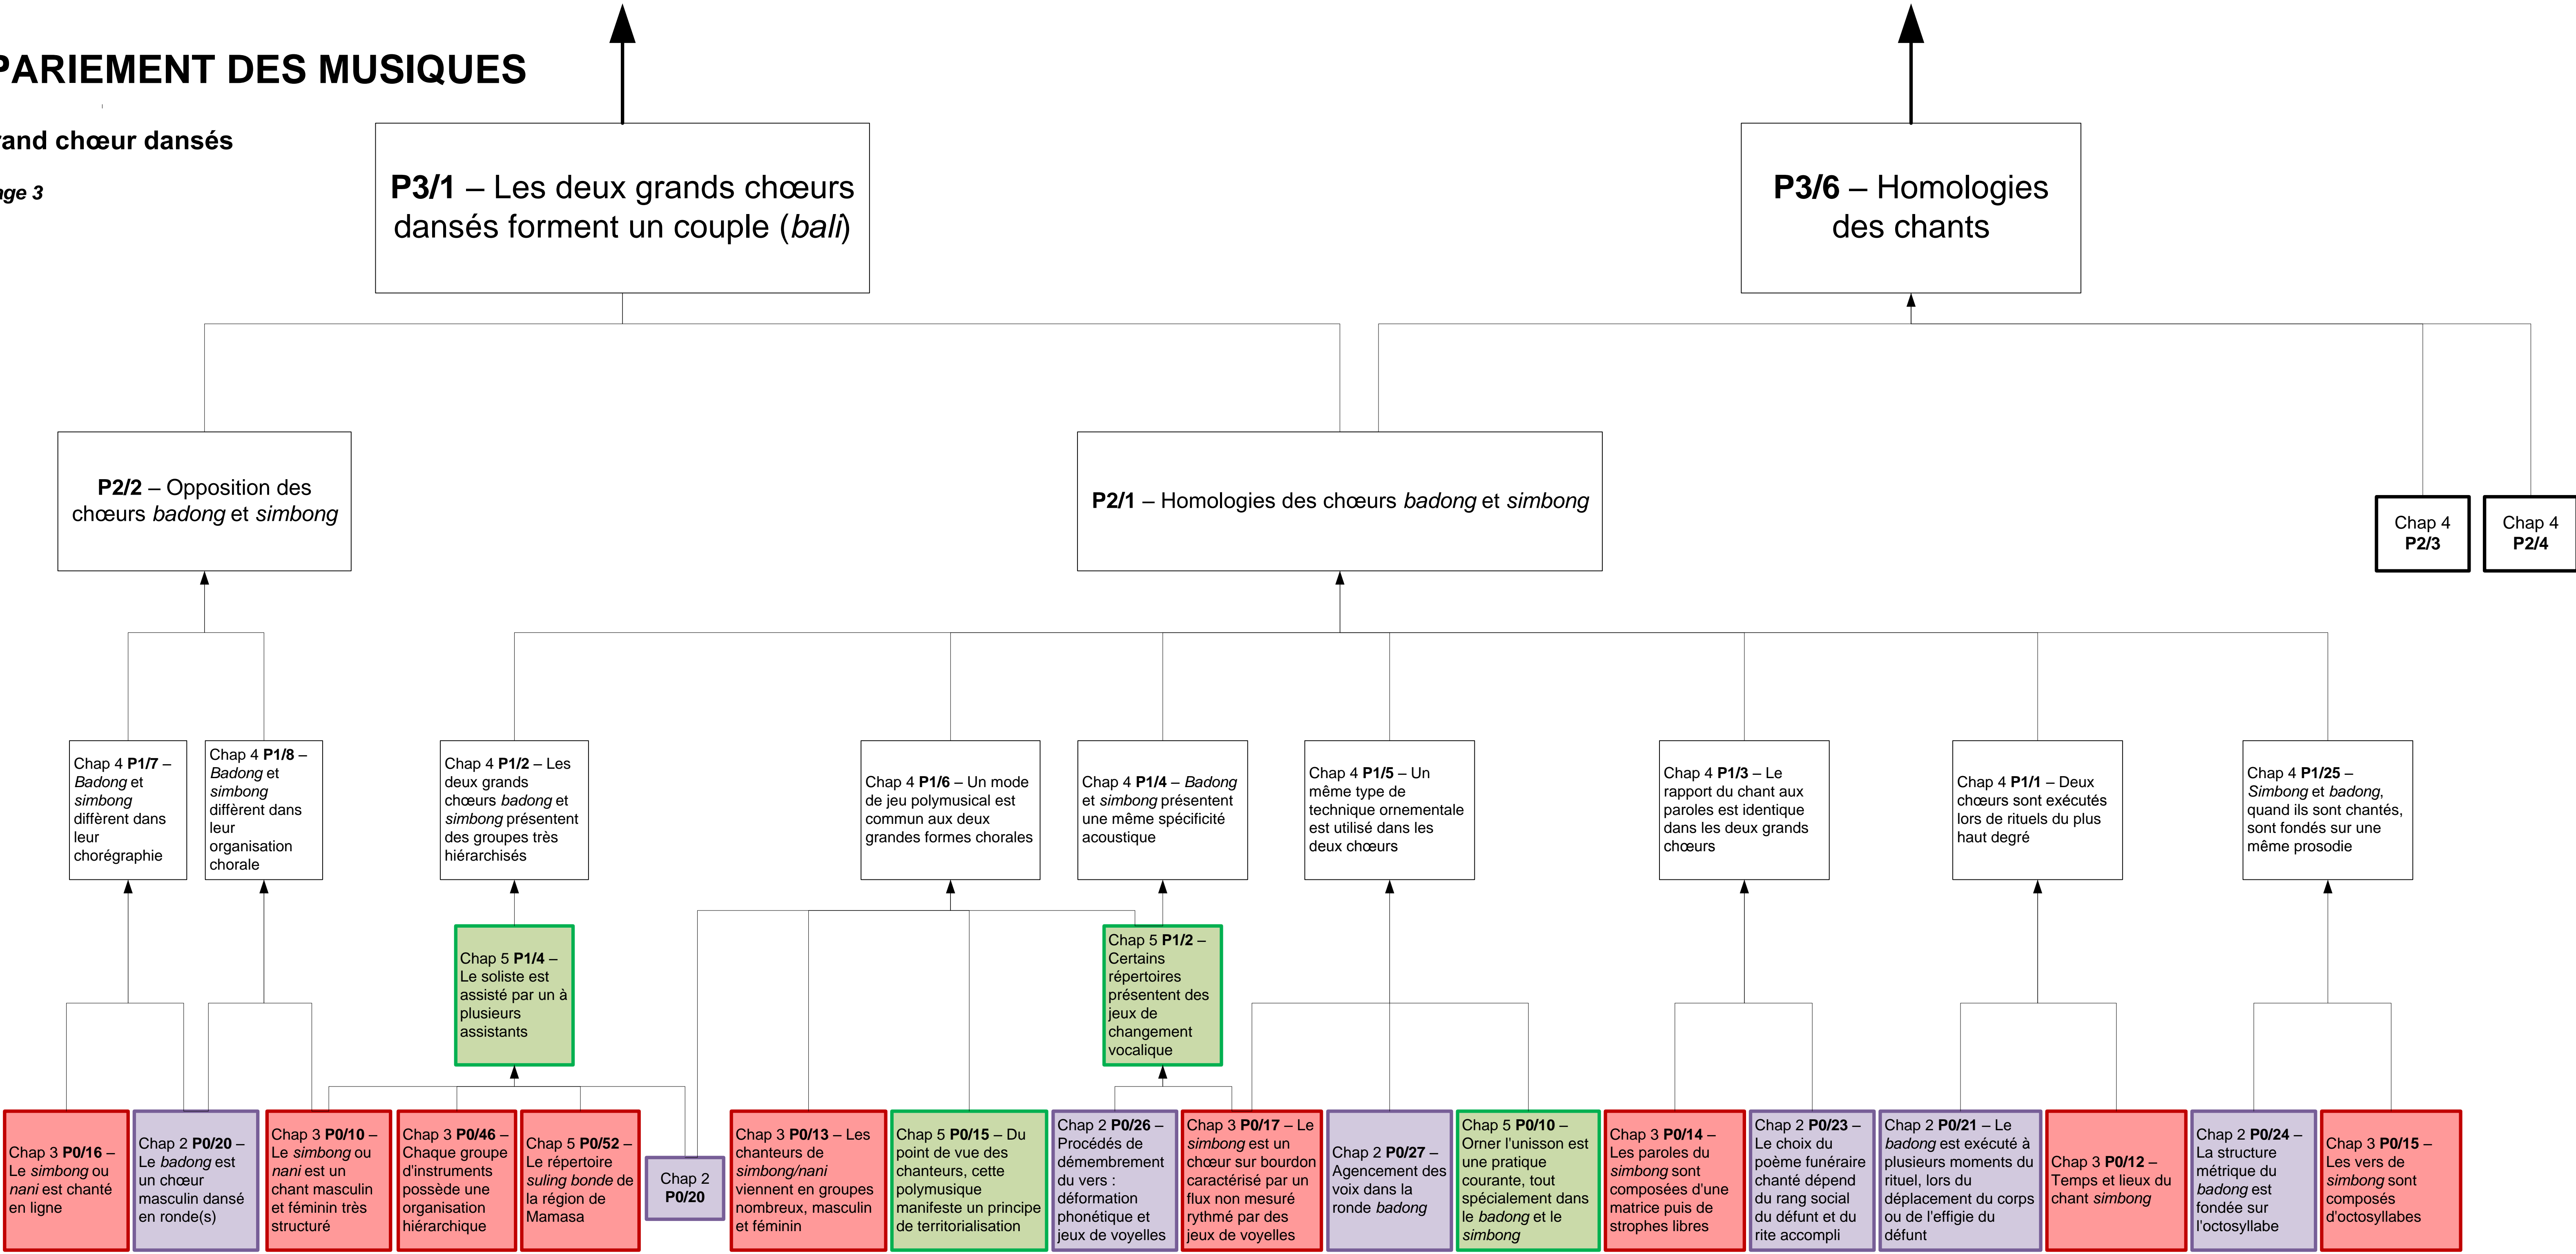 PARIEMENT DES MUSIQUES
rand chœur dansés
age 3
P3/1 – Les deux grands chœurs
dansés forment un couple (bali)
P3/6 – Homologies
des chants
P2/2 – Opposition des
chœurs badong et simbong
P2/1 – Homologies des chœurs badong et simbong
Chap 4
P2/3
Chap 4
P2/4
Chap 4 P1/7 –
Badong et
simbong
diffèrent dans
leur
chorégraphie
Chap 4 P1/8 –
Badong et
simbong
diffèrent dans
leur
organisation
chorale
Chap 4 P1/2 – Les
deux grands
chœurs badong et
simbong présentent
des groupes très
hiérarchisés
Chap 4 P1/6 – Un mode
de jeu polymusical est
commun aux deux
grandes formes chorales
Chap 4 P1/4 – Badong
et simbong présentent
une même spécificité
acoustique
Chap 4 P1/5 – Un
même type de
technique ornementale
est utilisé dans les
deux chœurs
Chap 4 P1/3 – Le
rapport du chant aux
paroles est identique
dans les deux grands
chœurs
Chap 4 P1/1 – Deux
chœurs sont exécutés
lors de rituels du plus
haut degré
Chap 4 P1/25 –
Simbong et badong,
quand ils sont chantés,
sont fondés sur une
même prosodie
Chap 5 P1/4 –
Le soliste est
assisté par un à
plusieurs
assistants
Chap 5 P1/2 –
Certains
répertoires
présentent des
jeux de
changement
vocalique
Chap 3 P0/16 –
Le simbong ou
nani est chanté
en ligne
Chap 2 P0/20 –
Le badong est
un chœur
masculin dansé
en ronde(s)
Chap 3 P0/10 –
Le simbong ou
nani est un
chant masculin
et féminin très
structuré
Chap 3 P0/46 –
Chaque groupe
d'instruments
possède une
organisation
hiérarchique
Chap 5 P0/52 –
Le répertoire
suling bonde de
la région de
Mamasa
Chap 2
P0/20
Chap 3 P0/13 – Les
chanteurs de
simbong/nani
viennent en groupes
nombreux, masculin
et féminin
Chap 5 P0/15 – Du
point de vue des
chanteurs, cette
polymusique
manifeste un principe
de territorialisation
Chap 2 P0/26 –
Procédés de
démembrement
du vers :
déformation
phonétique et
jeux de voyelles
Chap 3 P0/17 – Le
simbong est un
chœur sur bourdon
caractérisé par un
flux non mesuré
rythmé par des
jeux de voyelles
Chap 2 P0/27 –
Agencement des
voix dans la
ronde badong
Chap 5 P0/10 –
Orner l'unisson est
une pratique
courante, tout
spécialement dans
le badong et le
simbong
Chap 3 P0/14 –
Les paroles du
simbong sont
composées d'une
matrice puis de
strophes libres
Chap 2 P0/23 –
Le choix du
poème funéraire
chanté dépend
du rang social
du défunt et du
rite accompli
Chap 2 P0/21 – Le
badong est exécuté à
plusieurs moments du
rituel, lors du
déplacement du corps
ou de l'effigie du
défunt
Chap 3 P0/12 –
Temps et lieux du
chant simbong
Chap 2 P0/24 –
La structure
métrique du
badong est
fondée sur
l'octosyllabe
Chap 3 P0/15 –
Les vers de
simbong sont
composés
d'octosyllabes